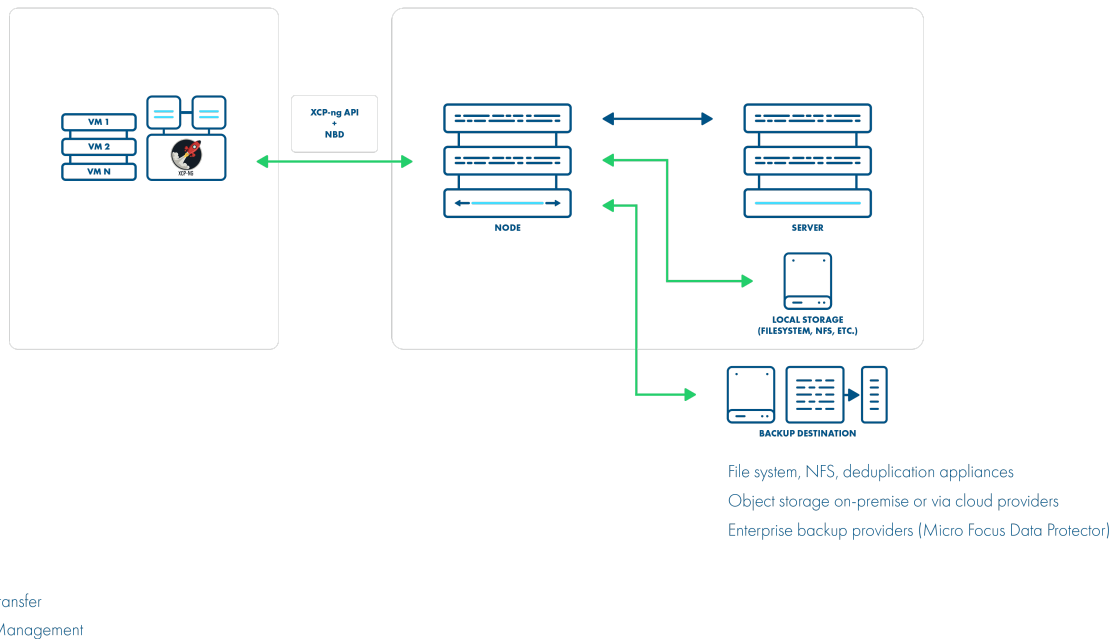 VM 1
VM 2
VM N
XCP-NG
XCP-ng API
+
NBD
NODE
SERVER
LOCAL STORAGE
(FILESYSTEM, NFS, ETC.)
BACKUP DESTINATION
File system, NFS, deduplication appliances
Object storage on-premise or via cloud providers
Enterprise backup providers (Micro Focus Data Protector)
ansfer
Management